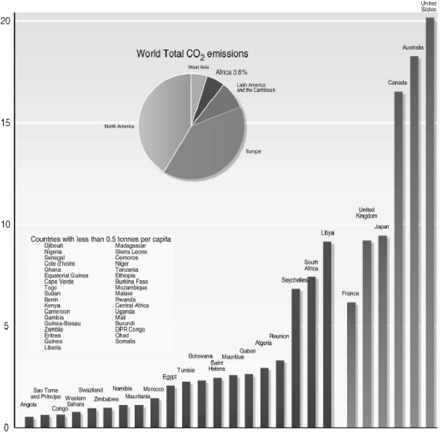 United
States
20
Australia
World Total CO2 emissions
West Asia
Africa 3.6%
Canada
Latin America
and the Caribbean
15
North America
Europe
United
Kingdom
Japan
10
Libya
Countries with less than 0.5 tonnes per capita
Djibouti
Nigeria
Senegal
Cote d'Ivoire
Ghana
Equatorial Guinea
Cape Verde
Togo
Sudan
Benin
Kenya
Cameroon
Gambia
Guinea-Bissau
Zambia
Eritrea
Guinea
Liberia
Madagascar
Sierra Leone
Comoros
Niger
Tanzania
Ethiopia
Burkina Faso
Mozambique
Malawi
Rwanda
Central Africa
Uganda
Mali
Burundi
DPR Congo
Chad
Somalia
South
Africa
Seychelles
France
5
Reunion
Algeria
Gabon
Mauritius
Saint
Helena
Botswana
Tunisia
Egypt
Morocco
Mauritania
Namibia
Zimbabwe
Swaziland
Western
Sahara
Congo
Sao Tome
and Principe
Angola
0